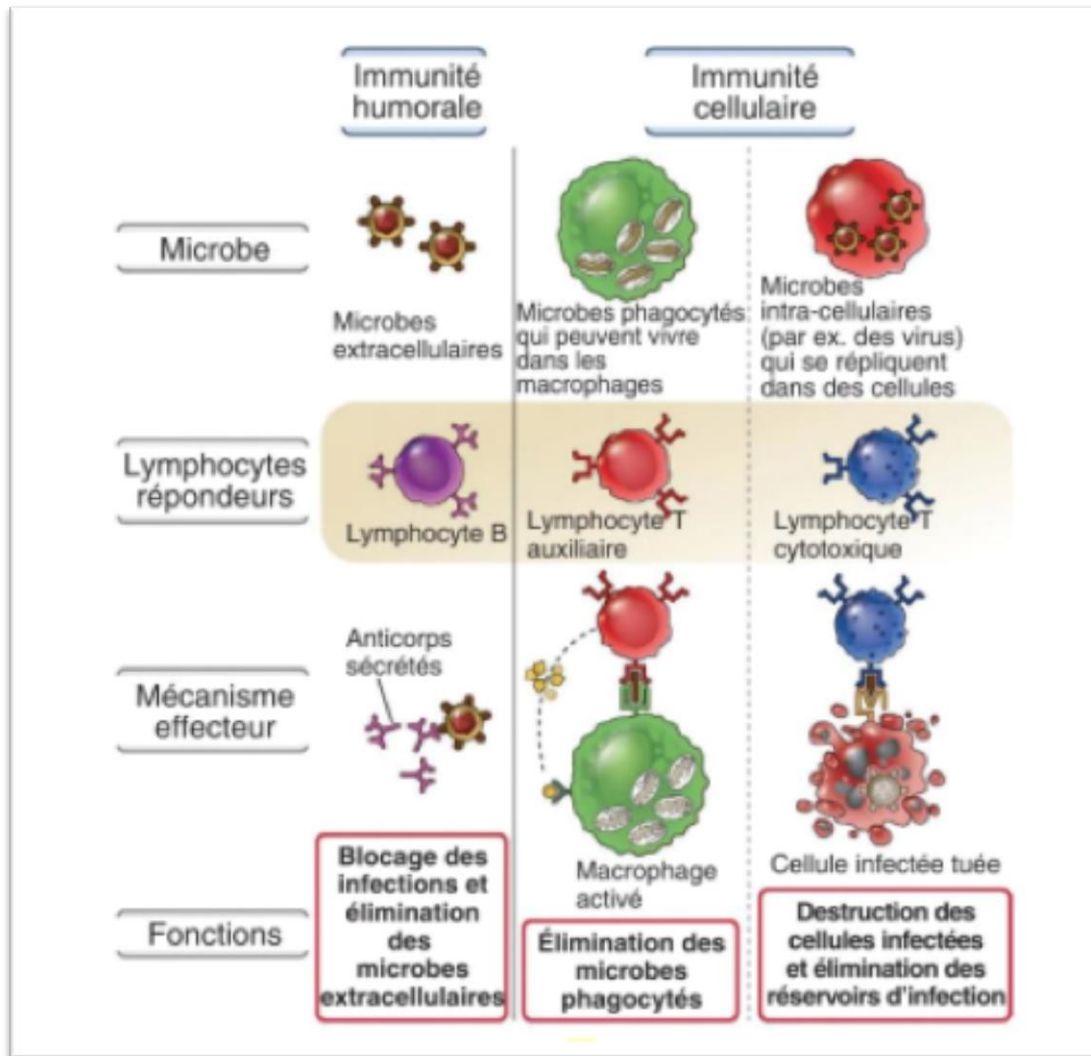 Immunité
humorale
Immunité
cellulaire
Microbe
Microbes
extracellulaires
Microbes phagocytés
qui peuvent vivre
dans les
macrophages
Microbes
intra-cellulaires
(par ex. des virus)
qui se répliquent
dans des cellules
Lymphocytes
répondeurs
Lymphocyte B
Lymphocyte T
auxiliaire
Lymphocyte T
cytotoxique
Mécanisme
effecteur
Anticorps
sécrétés
Macrophage
activé
Cellule infectée tuée
Fonctions
Blocage des
infections et
élimination
des
microbes
extracellulaires
Élimination des
microbes
phagocytés
Destruction des
cellules infectées
et élimination des
réservoirs d'infection